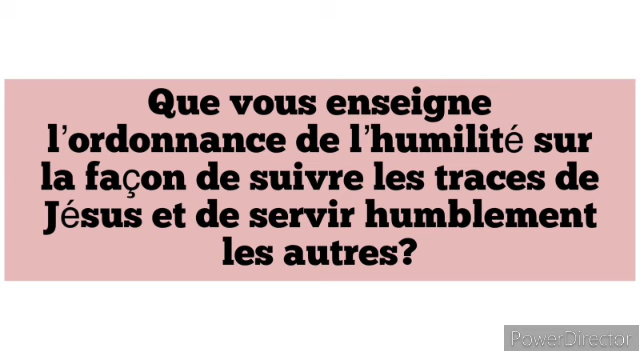 Que vous enseigne
l’ordonnance de l’humilité sur
la façon de suivre les traces de
Jésus et de servir humblement
les autres?
PowerDirector